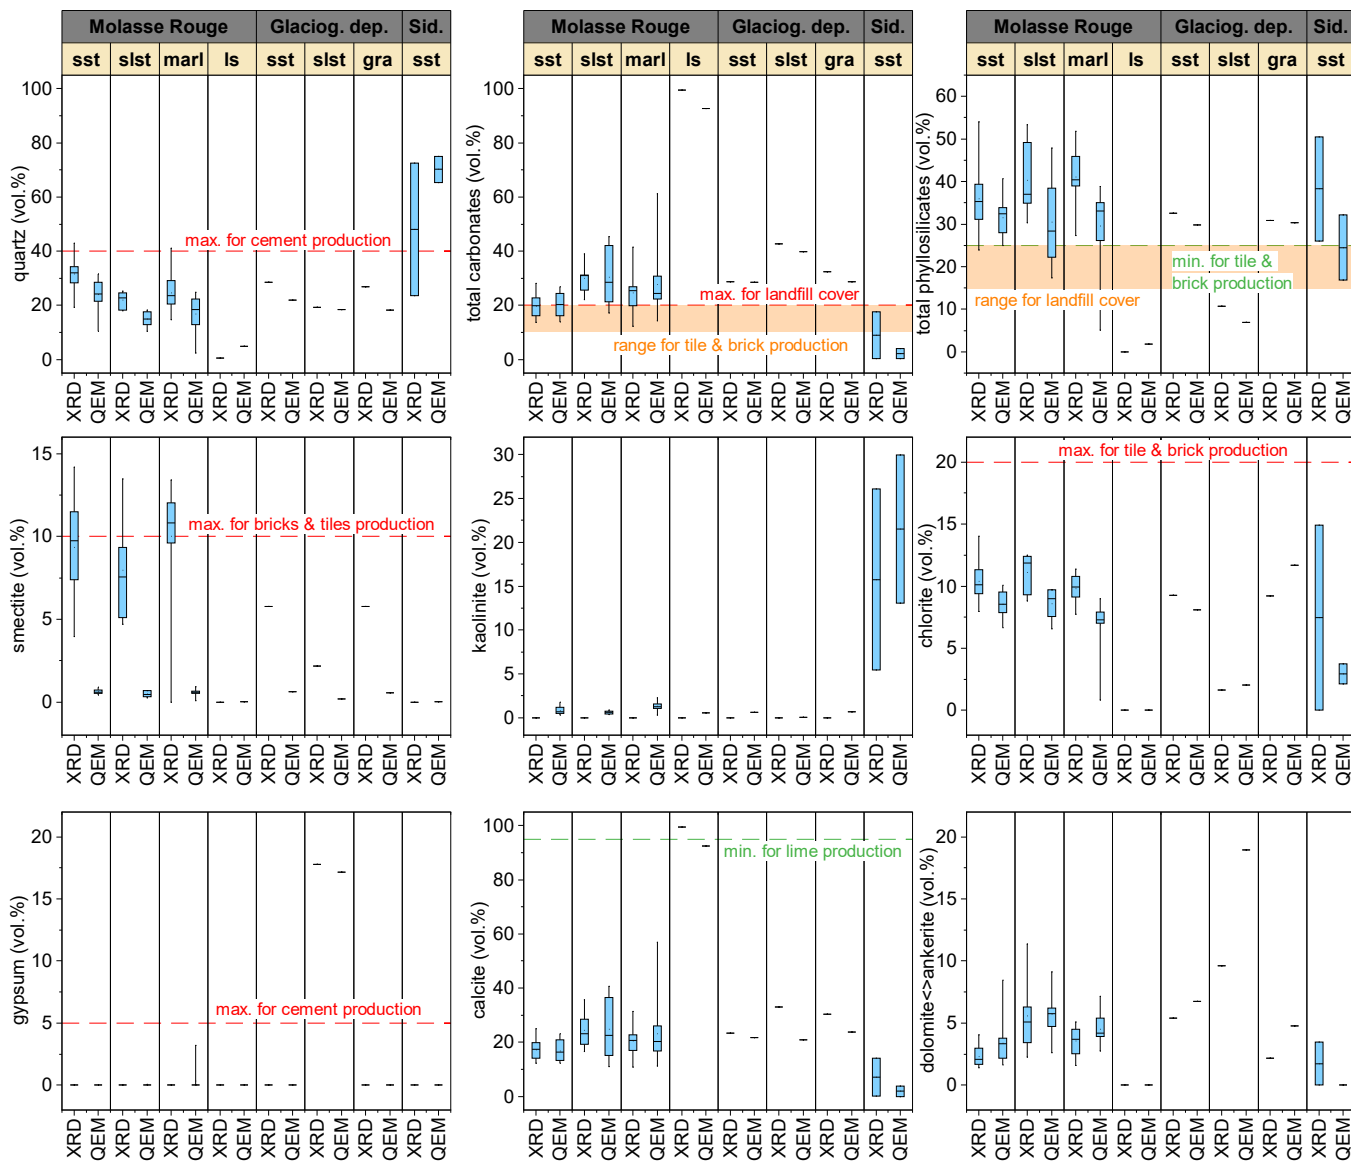 Molasse Rouge Glaciog. dep. Sid.
sst slst marl ls sst slst gra sst
quartz (vol.%)
100
80
60
40
20
0
max. for cement production
XRD QEM XRD QEM XRD QEM XRD QEM XRD QEM XRD QEM XRD QEM XRD QEM
Molasse Rouge Glaciog. dep. Sid.
sst slst marl ls sst slst gra sst
total carbonates (vol.%)
100
80
60
40
20
0
max. for landfill cover
range for tile & brick production
XRD QEM XRD QEM XRD QEM XRD QEM XRD QEM XRD QEM XRD QEM XRD QEM
Molasse Rouge Glaciog. dep. Sid.
sst slst marl ls sst slst gra sst
total phyllosilicates (vol.%)
60
50
40
30
20
10
0
min. for tile &
brick production
range for landfill cover
XRD QEM XRD QEM XRD QEM XRD QEM XRD QEM XRD QEM XRD QEM XRD QEM
smectite (vol.%)
15
10
5
0
max. for bricks & tiles production
XRD QEM XRD QEM XRD QEM XRD QEM XRD QEM XRD QEM XRD QEM XRD QEM
kaolinite (vol.%)
30
25
20
15
10
5
0
XRD QEM XRD QEM XRD QEM XRD QEM XRD QEM XRD QEM XRD QEM XRD QEM
chlorite (vol.%)
20
15
10
5
0
max. for tile & brick production
XRD QEM XRD QEM XRD QEM XRD QEM XRD QEM XRD QEM XRD QEM XRD QEM
gypsum (vol.%)
20
15
10
5
0
max. for cement production
XRD QEM XRD QEM XRD QEM XRD QEM XRD QEM XRD QEM XRD QEM XRD QEM
calcite (vol.%)
100
80
60
40
20
0
min. for lime production
XRD QEM XRD QEM XRD QEM XRD QEM XRD QEM XRD QEM XRD QEM XRD QEM
dolomite<>ankerite (vol.%)
20
15
10
5
0
XRD QEM XRD QEM XRD QEM XRD QEM XRD QEM XRD QEM XRD QEM XRD QEM